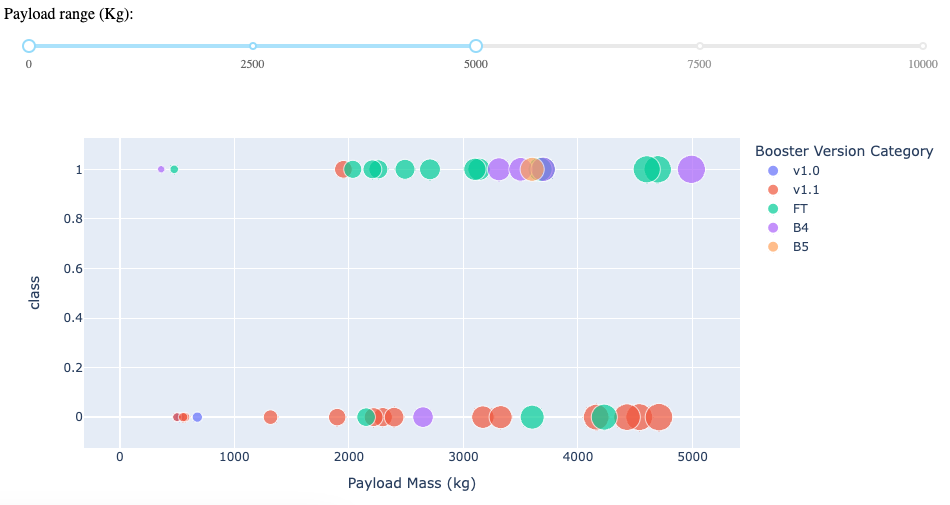 Payload range (Kg):
0 2500 5000 7500 10000
Booster Version Category
v1.0
v1.1
FT
B4
B5
1
0.8
0.6
0.4
0.2
0
class
0 1000 2000 3000 4000 5000
Payload Mass (kg)